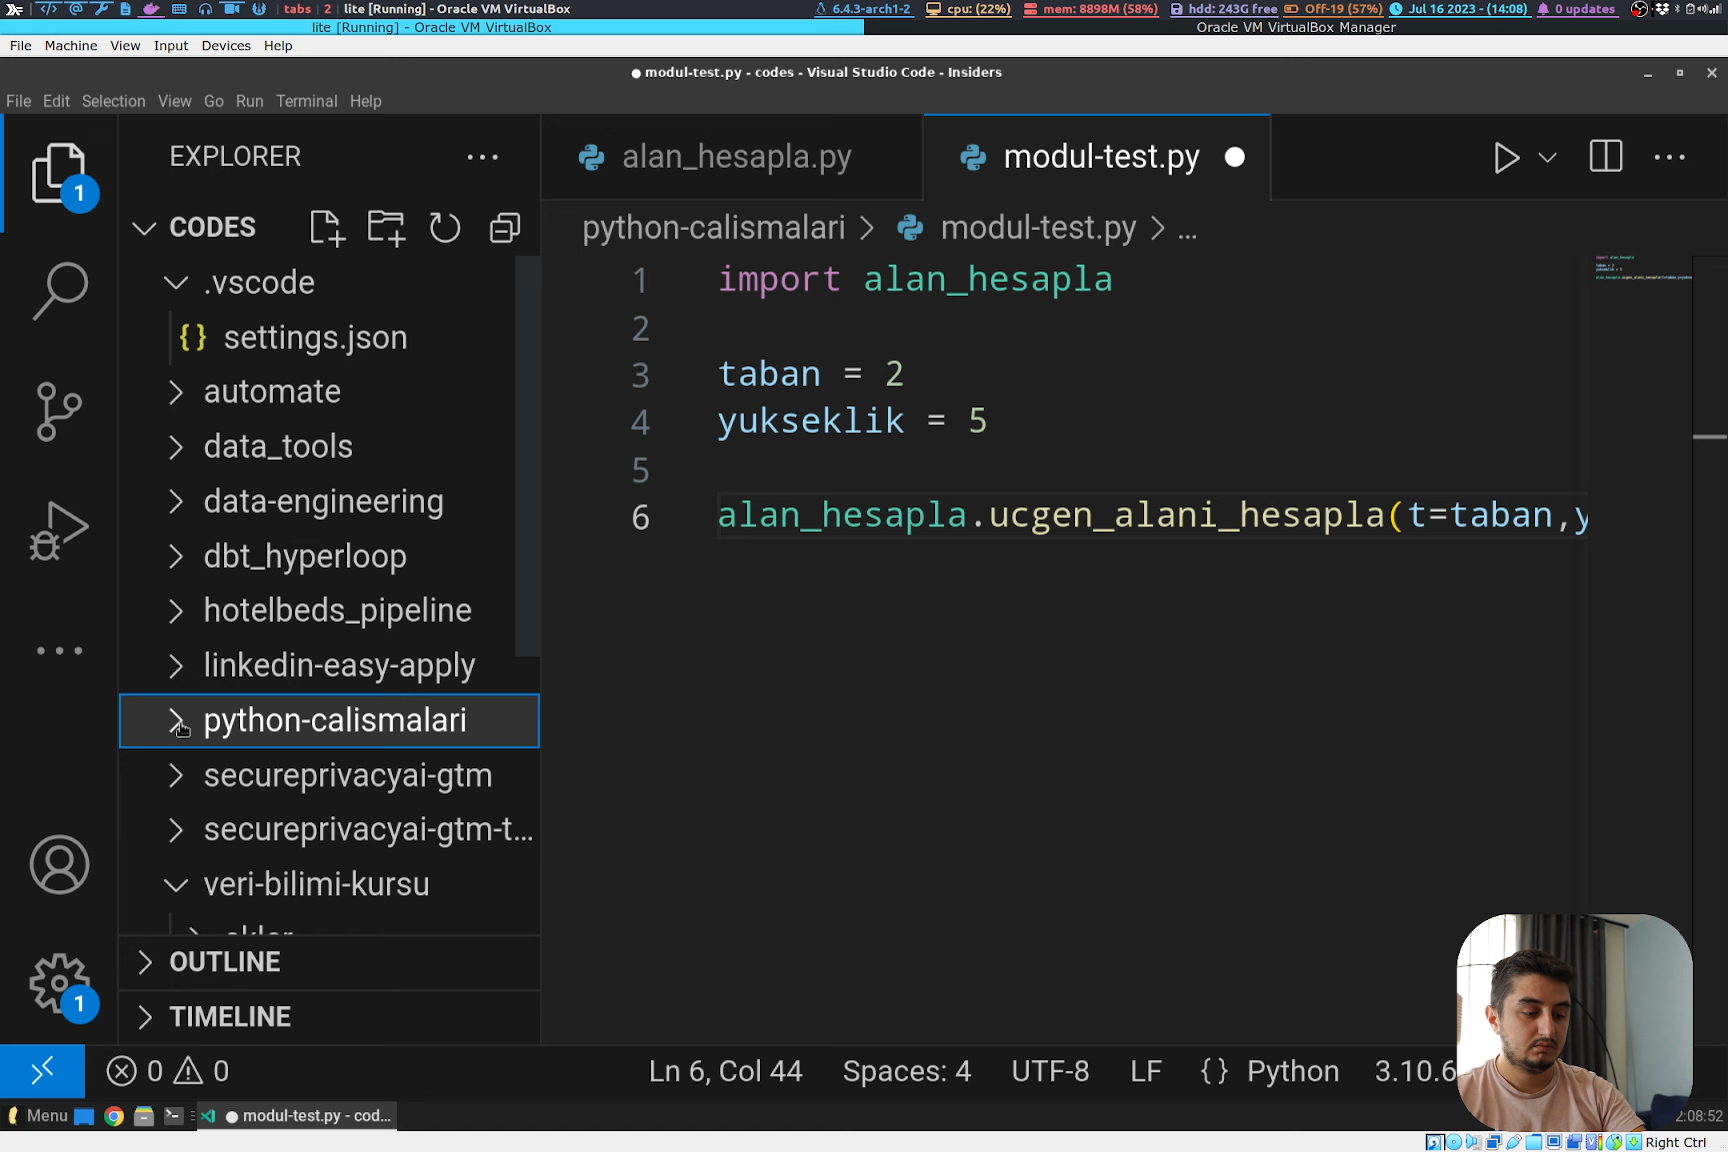 tabs | 2 | lite [Running] - Oracle VM VirtualBox
6.4.3-arch1-2 cpu: (22%) mem: 8898M (58%) hdd: 243G free Off-19 (57%) Jul 16 2023 - (14:08) 0 updates
lite [Running] - Oracle VM VirtualBox
Oracle VM VirtualBox Manager
File Machine View Input Devices Help
modul-test.py - codes - Visual Studio Code - Insiders
File Edit Selection View Go Run Terminal Help
EXPLORER
1
CODES
.vscode
{} settings.json
automate
data_tools
data-engineering
dbt_hyperloop
hotelbeds_pipeline
linkedin-easy-apply
python-calismalari
secureprivacyai-gtm
secureprivacyai-gtm-t...
veri-bilimi-kursu
OUTLINE
TIMELINE
1
alan_hesapla.py
modul-test.py
python-calismalari > modul-test.py > ...
1 import alan_hesapla
2
3 taban = 2
4 yukseklik = 5
5
6 alan_hesapla.ucgen_alani_hesapla(t=taban,y
0 0
Ln 6, Col 44 Spaces: 4 UTF-8 LF {} Python 3.10.6
Menu modul-test.py - cod...
2:08:52
Right Ctrl